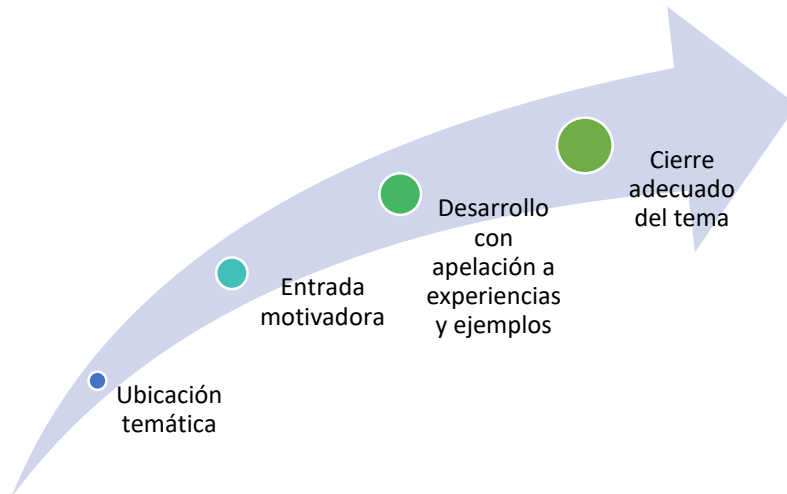 Ubicación
temática
Entrada
motivadora
Desarrollo
con
apelación a
experiencias
y ejemplos
Cierre
adecuado
del tema